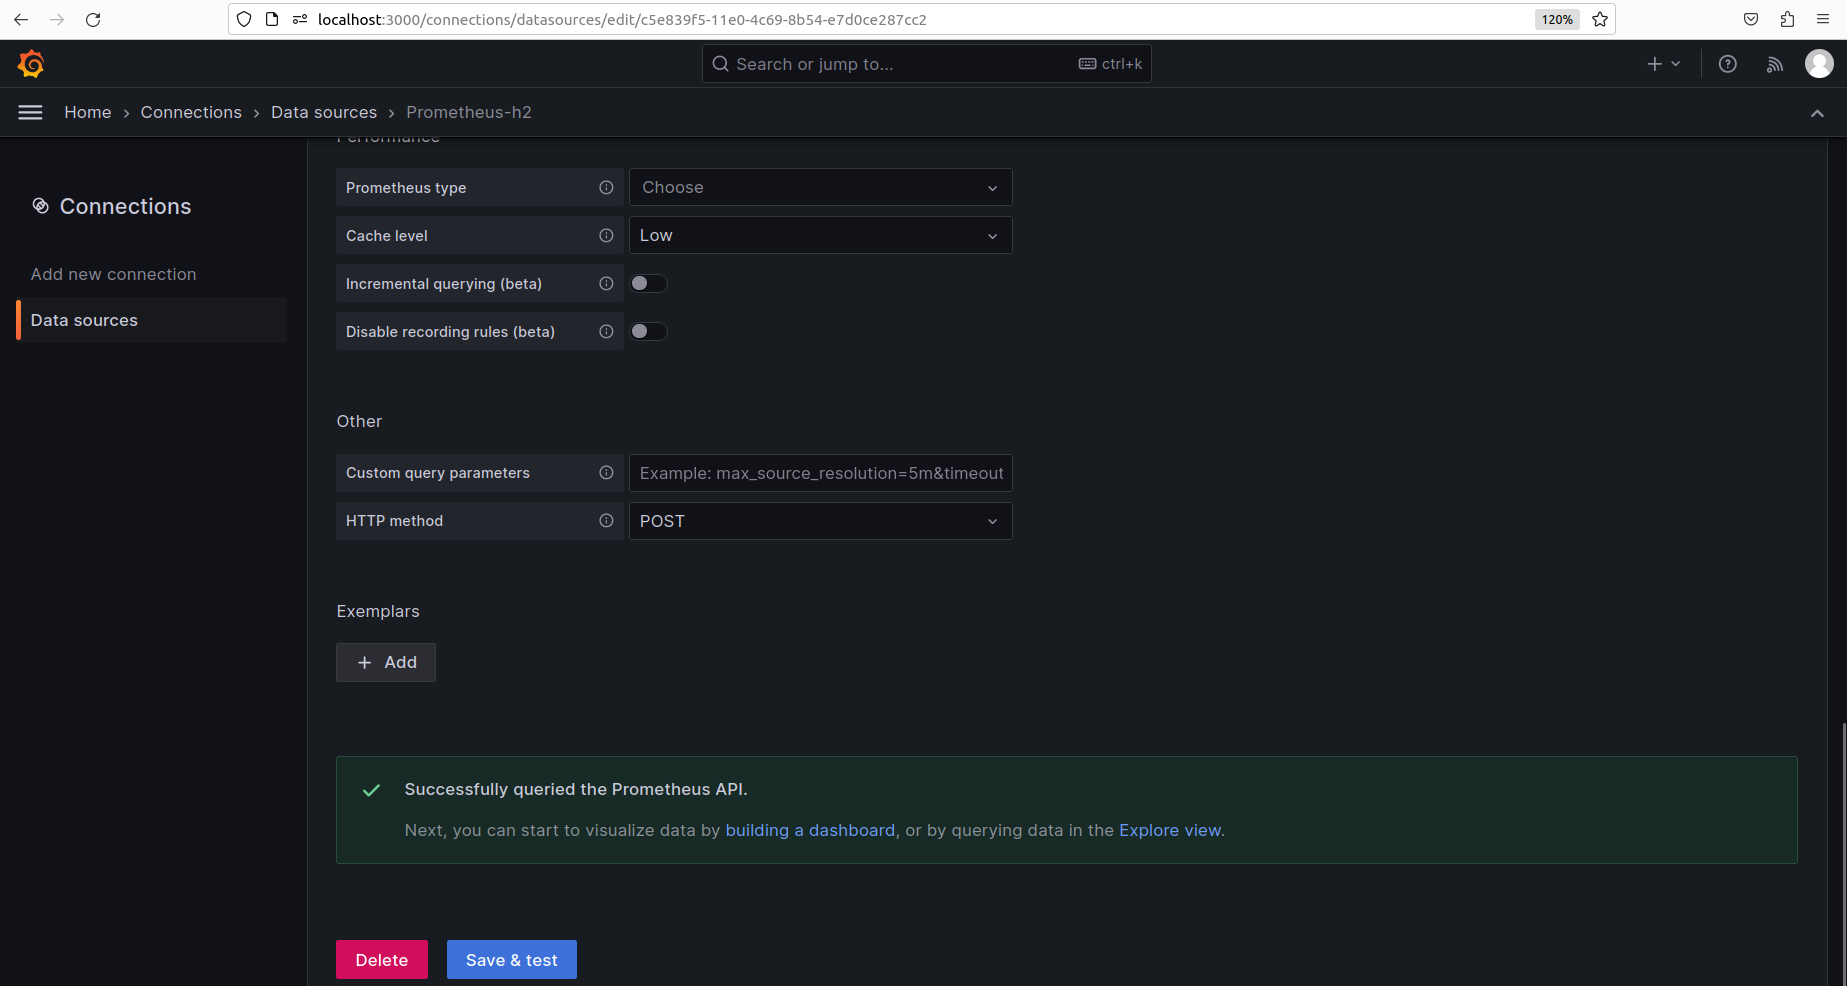 localhost:3000/connections/datasources/edit/c5e839f5-11e0-4c69-8b54-e7d0ce287cc2
120%
Search or jump to...
ctrl+k
Home › Connections › Data sources › Prometheus-h2
Performance
Connections
Add new connection
Data sources
Prometheus type
Choose
Cache level
Low
Incremental querying (beta)
Disable recording rules (beta)
Other
Custom query parameters
Example: max_source_resolution=5m&timeout
HTTP method
POST
Exemplars
+ Add
Successfully queried the Prometheus API.
Next, you can start to visualize data by building a dashboard, or by querying data in the Explore view.
Delete
Save & test